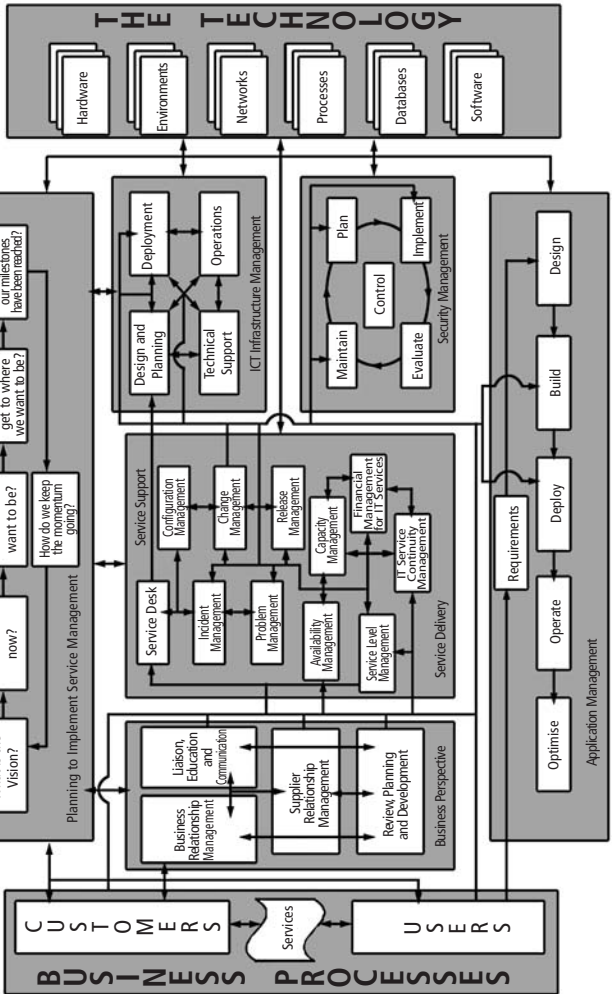 BUSINESS PROCESSES
CUSTOMERS
Services
USERS
Vision?
now?
want to be?
get to where
we want to be?
our milestones
have been reached?
How do we keep
the momentum
going?
Planning to Implement Service Management
Business
Relationship
Management
Liaison,
Education
and
Communication
Supplier
Relationship
Management
Review, Planning
and Development
Business Perspective
Service Support
Service Desk
Configuration
Management
Incident
Management
Change
Management
Problem
Management
Release
Management
Availability
Management
Capacity
Management
Service Level
Management
Financial
Management
for IT Services
IT Service
Continuity
Management
Service Delivery
Design and
Planning
Deployment
Technical
Support
Operations
ICT Infrastructure Management
Maintain
Plan
Control
Evaluate
Implement
Security Management
Requirements
Optimise
Operate
Deploy
Build
Design
Application Management
THE TECHNOLOGY
Hardware
Environments
Networks
Processes
Databases
Software